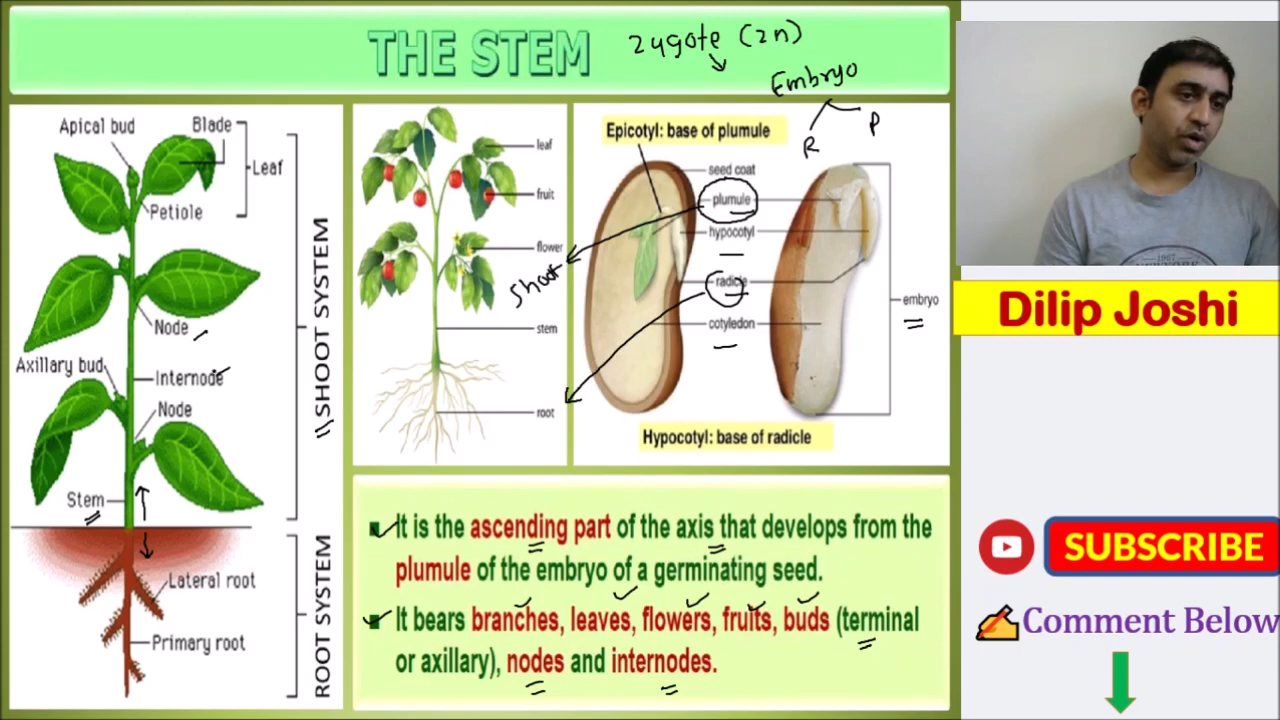 THE STEM
Zygote (2n)
Embryo
R
P
Apical bud
Blade
Leaf
Petiole
Node
Internode
Axillary bud
Node
Stem
SHOOT SYSTEM
Lateral root
Primary root
ROOT SYSTEM
leaf
fruit
flower
stem
root
Shoot
Epicotyl: base of plumule
seed coat
plumule
hypocotyl
radicle
cotyledon
embryo
Hypocotyl: base of radicle
It is the ascending part of the axis that develops from the
plumule of the embryo of a germinating seed.
It bears branches, leaves, flowers, fruits, buds (terminal
or axillary), nodes and internodes.
1907
Dilip Joshi
SUBSCRIBE
Comment Below